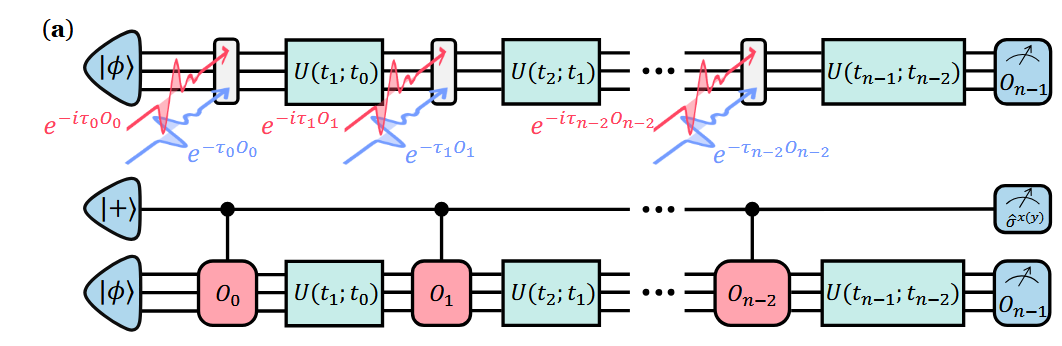 (a)
|ϕ⟩ U(t₁; t₀) U(t₂; t₁) ••• U(tₙ₋₁; tₙ₋₂) Oₙ₋₁
e^{-iτ₀O₀} e^{-iτ₁O₁} e^{-iτₙ₋₂Oₙ₋₂}
e^{-τ₀O₀} e^{-τ₁O₁} e^{-τₙ₋₂Oₙ₋₂}
|+⟩ ••• σ̂^{x(y)}
|ϕ⟩ O₀ U(t₁; t₀) O₁ U(t₂; t₁) ••• Oₙ₋₂ U(tₙ₋₁; tₙ₋₂) Oₙ₋₁